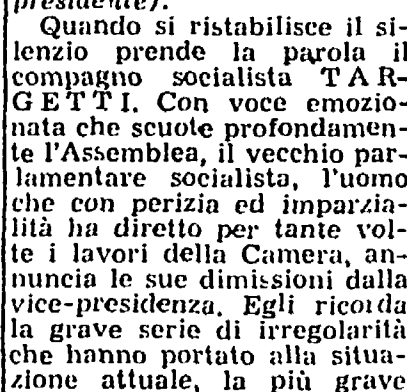 presidente).
Quando si ristabilisce il si-
lenzio prende la parola il
compagno socialista TAR-
GETTI. Con voce emozio-
nata che scuote profondamen-
te l'Assemblea, il vecchio par-
lamentare socialista, l'uomo
che con perizia ed imparzia-
lità ha diretto per tante vol-
te i lavori della Camera, an-
nuncia le sue dimissioni dalla
vice-presidenza. Egli ricorda
la grave serie di irregolarità
che hanno portato alla situa-
zione attuale, la più grave